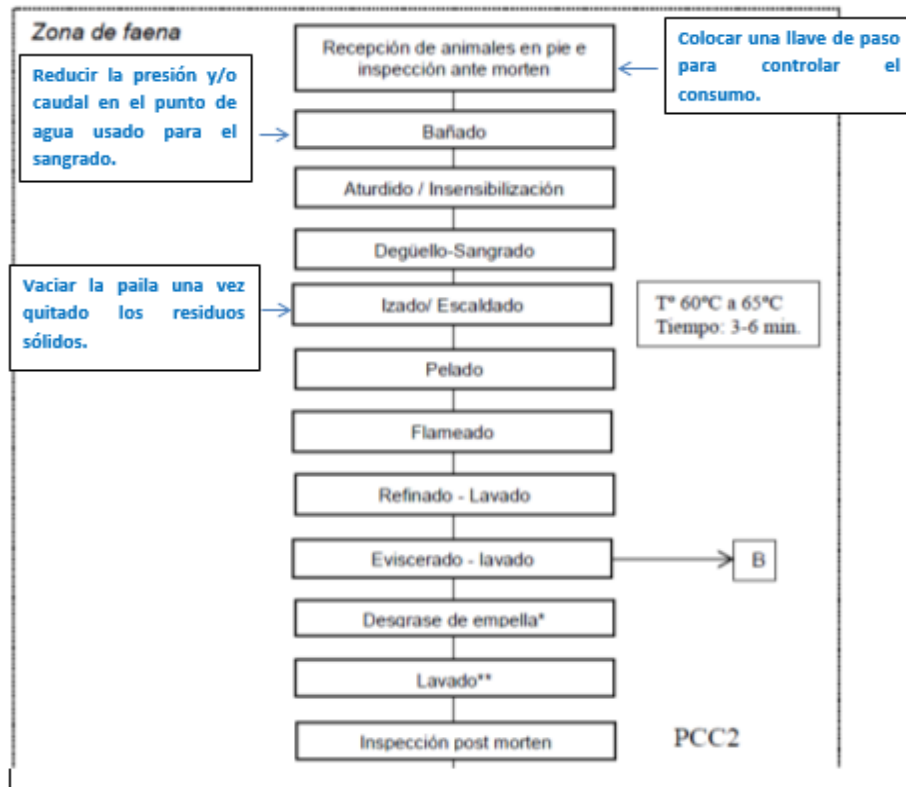 Zona de faena
Recepción de animales en pie e
inspección ante morten
Colocar una llave de paso
para controlar el
consumo.
Reducir la presión y/o
caudal en el punto de
agua usado para el
sangrado.
Bañado
Aturdido / Insensibilización
Degüello-Sangrado
Vaciar la paila una vez
quitado los residuos
sólidos.
Izado/ Escaldado
Tº 60ºC a 65ºC
Tiempo: 3-6 min.
Pelado
Flameado
Refinado - Lavado
Eviscerado - lavado
B
Desgrase de empella*
Lavado**
Inspección post morten
PCC2